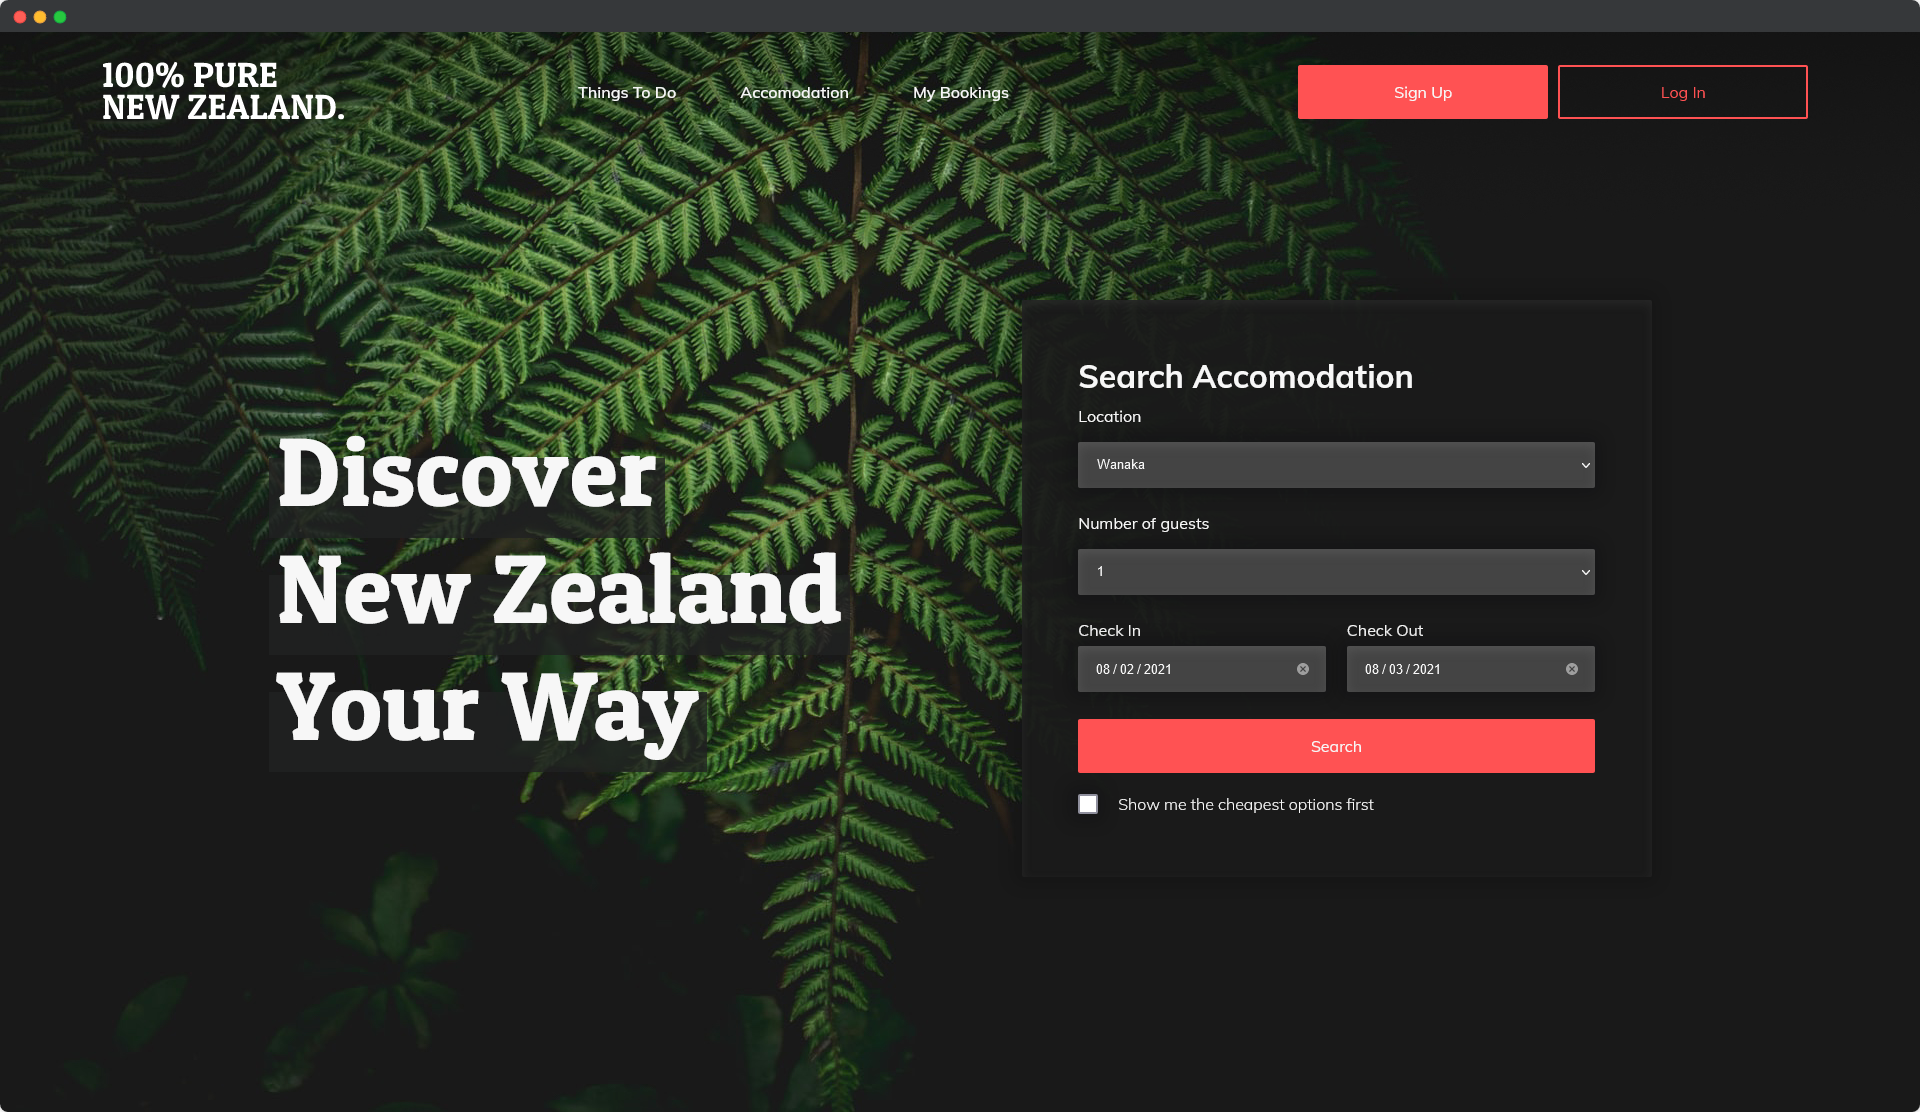 100% PURE
NEW ZEALAND.
Things To Do
Accomodation
My Bookings
Sign Up
Log In
Discover
New Zealand
Your Way
Search Accomodation
Location
Wanaka
Number of guests
1
Check In
Check Out
08 / 02 / 2021
08 / 03 / 2021
Search
Show me the cheapest options first